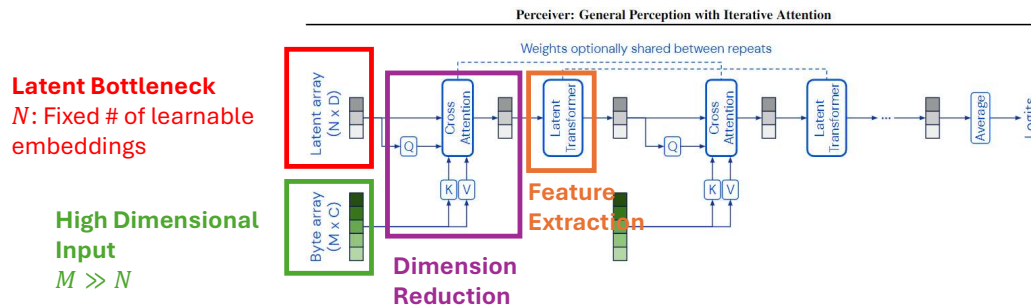 Perceiver: General Perception with Iterative Attention
Weights optionally shared between repeats
Latent Bottleneck
N: Fixed # of learnable
embeddings
Latent array
(N x D)
Q
Cross
Attention
Latent
Transformer
Q
Cross
Attention
Latent
Transformer
...
Average
Logits
K
V
K
V
High Dimensional
Input
M ≫ N
Byte array
(M x C)
Feature
Extraction
Dimension
Reduction